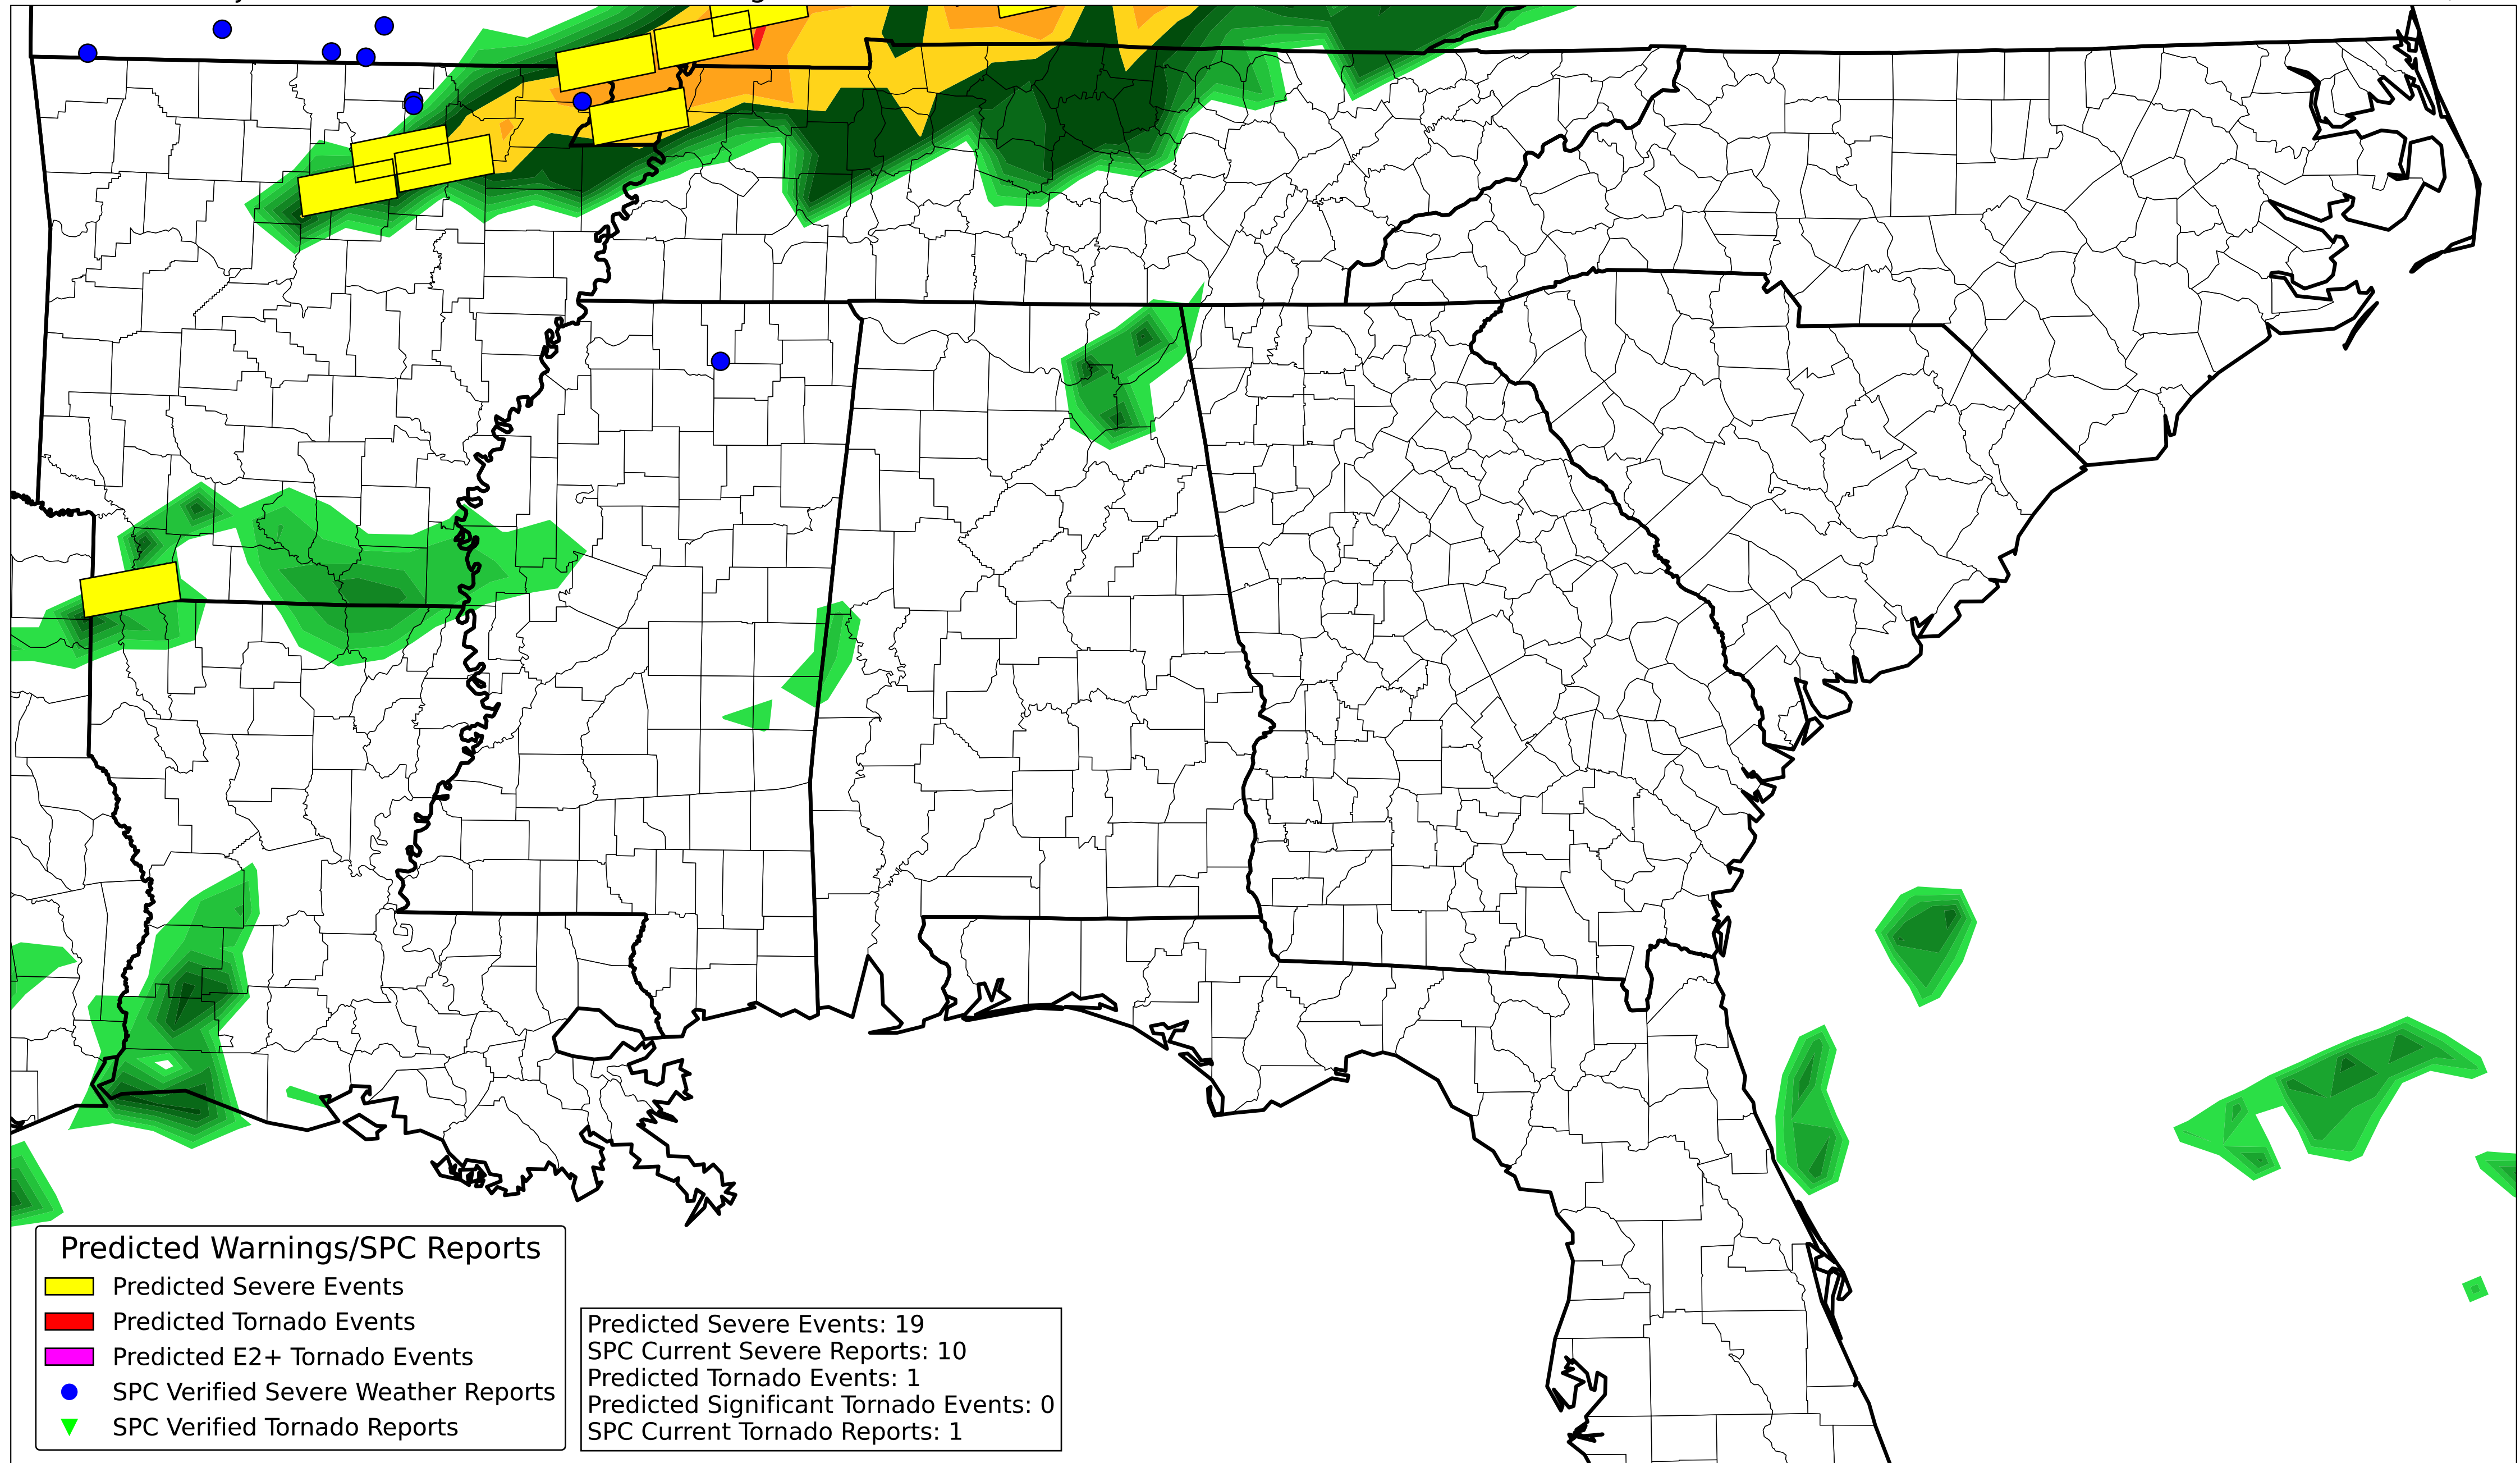 Predicted Warnings/SPC Reports
Predicted Severe Events
Predicted Tornado Events
Predicted E2+ Tornado Events
SPC Verified Severe Weather Reports
SPC Verified Tornado Reports
Predicted Severe Events: 19
SPC Current Severe Reports: 10
Predicted Tornado Events: 1
Predicted Significant Tornado Events: 0
SPC Current Tornado Reports: 1